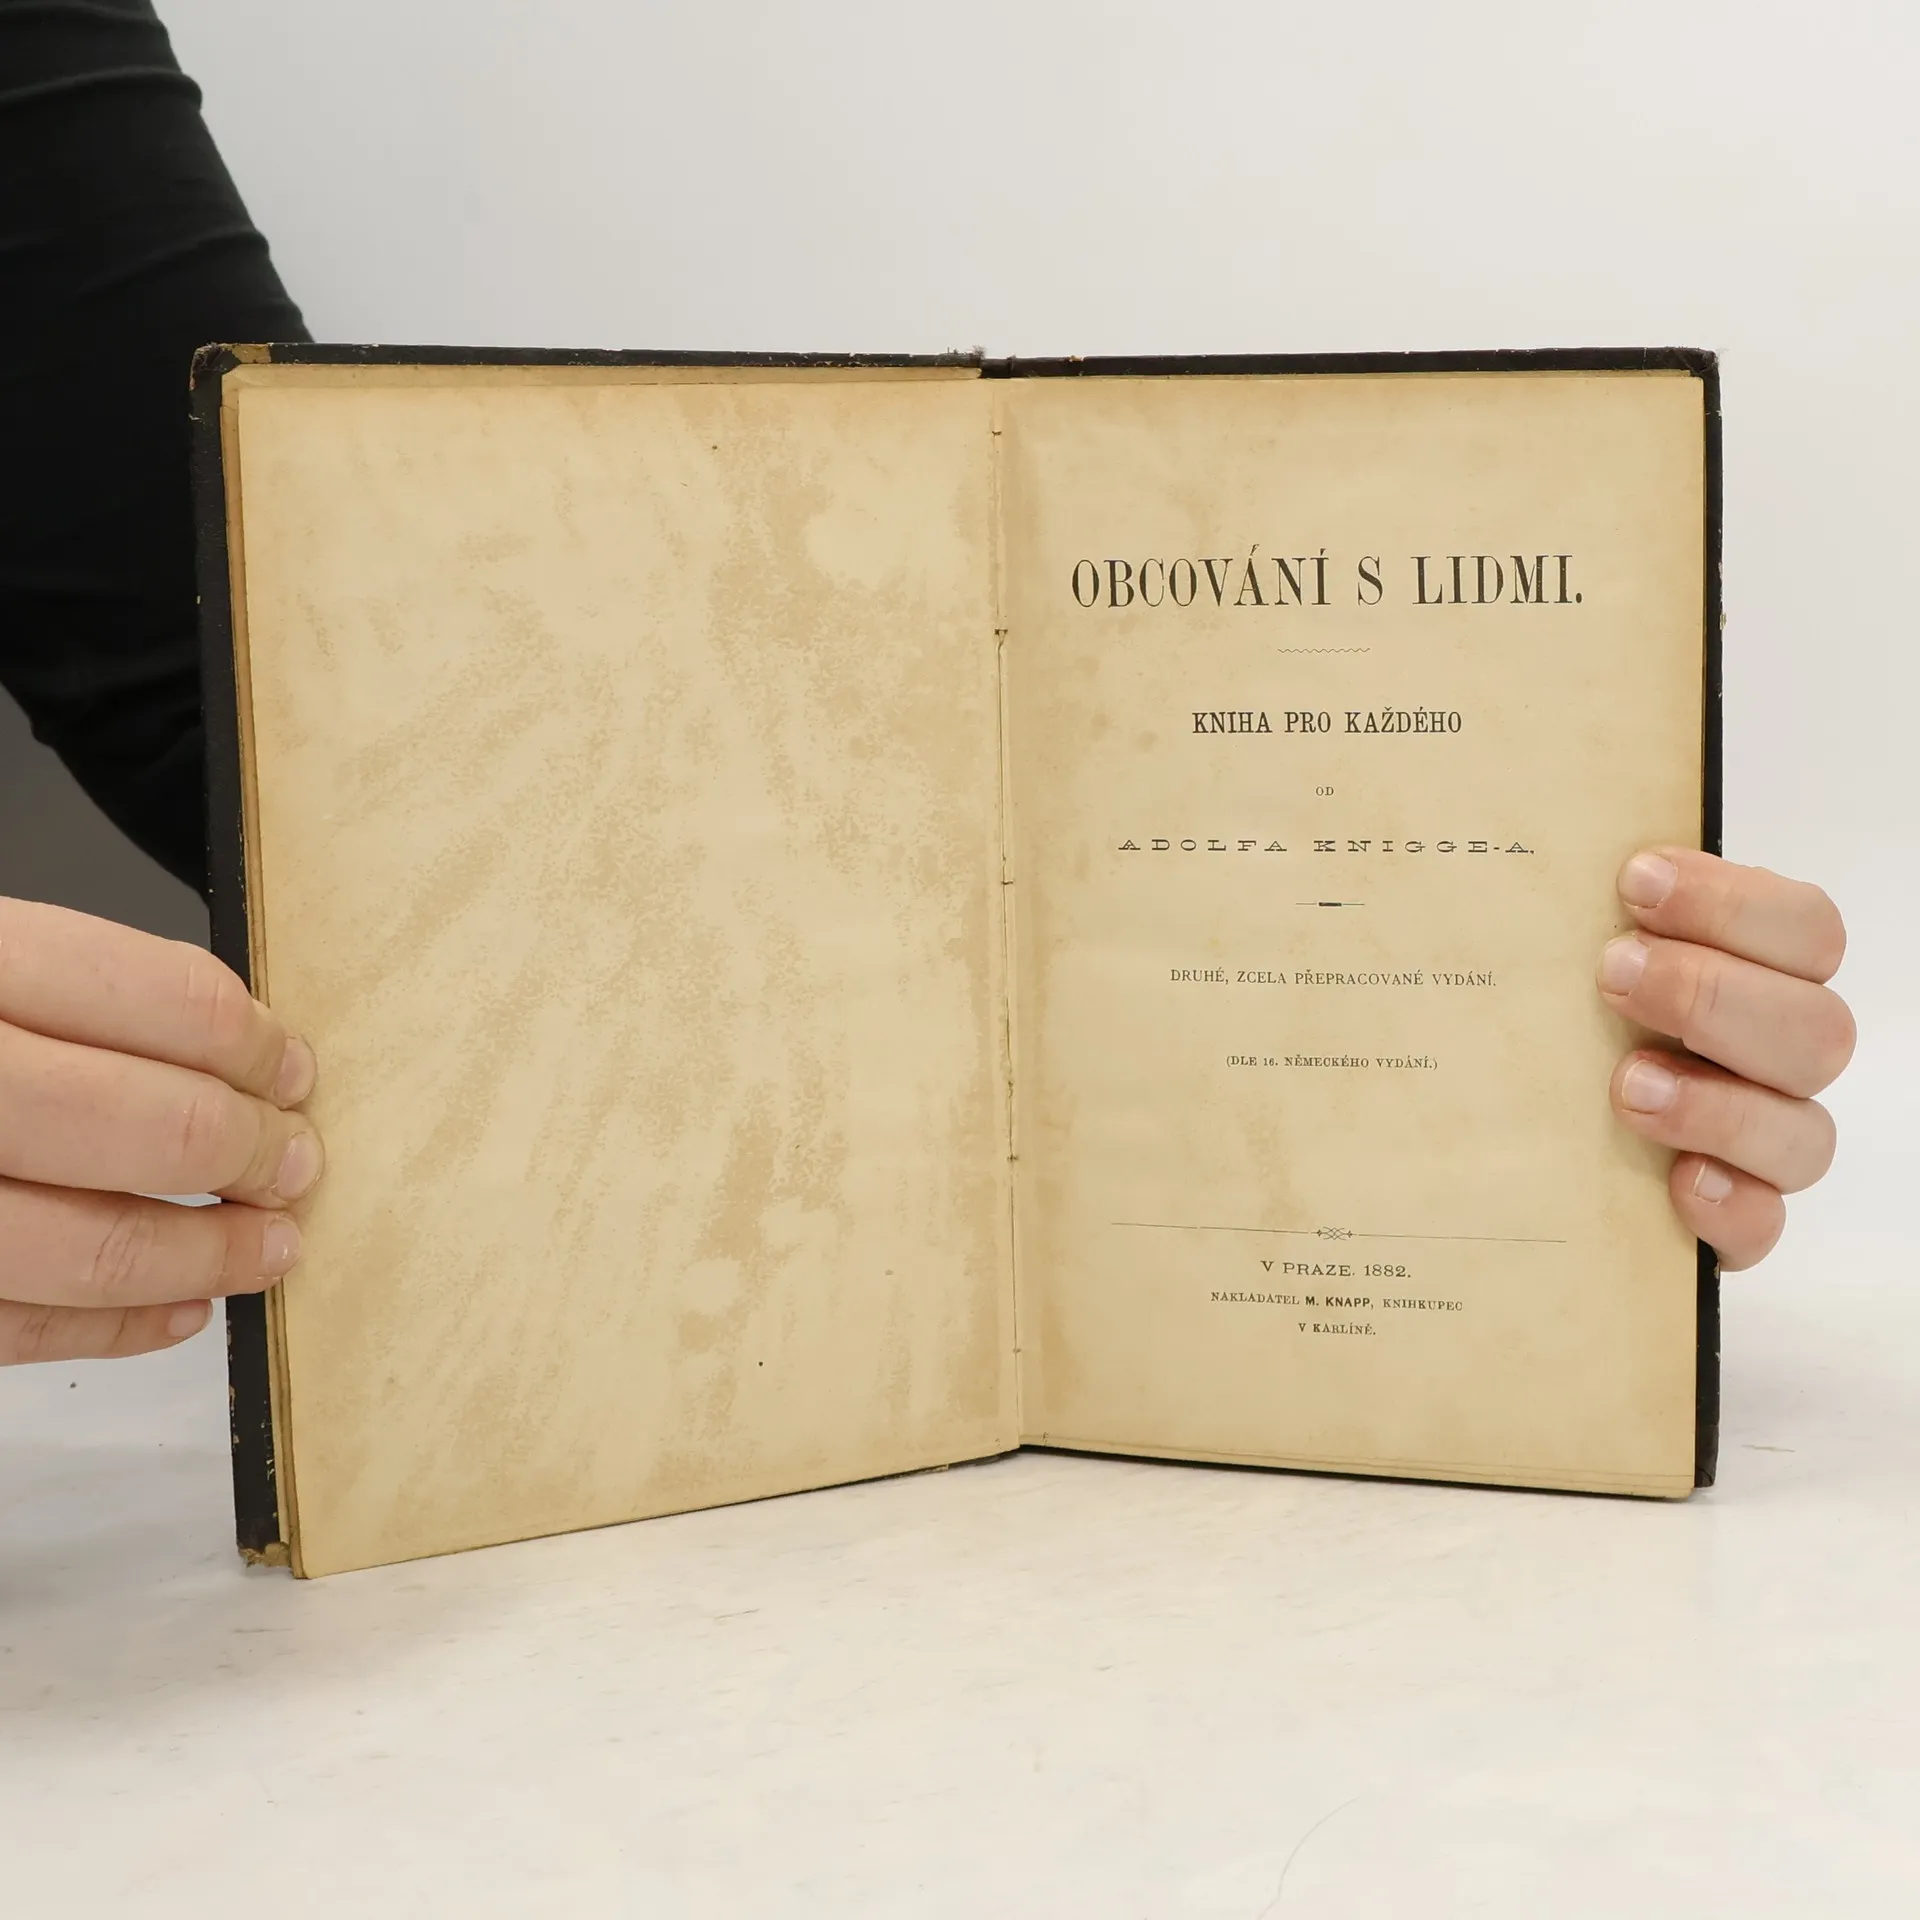 OBCOVÁNÍ S LIDMI.
KNIHA PRO KAŽDÉHO
OD
ADOLFA KNIGGE-A.
DRUHÉ, ZCELA PŘEPRACOVANÉ VYDÁNÍ.
(DLE 16. NĚMECKÉHO VYDÁNÍ.)
V PRAZE. 1882.
NAKLADATEL M. KNAPP, KNIHKUPEC
V KARLÍNĚ.